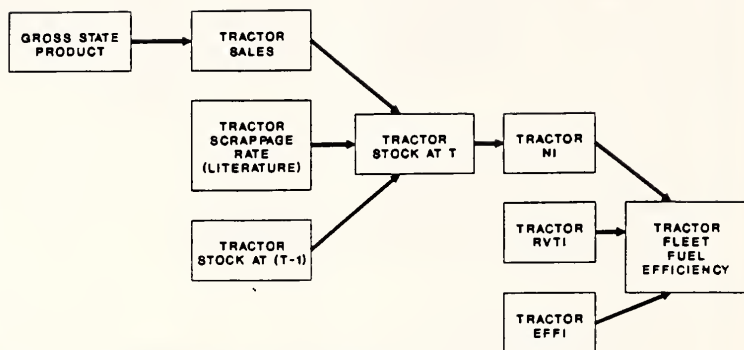 GROSS STATE
PRODUCT
TRACTOR
SALES
TRACTOR
SCRAPPAGE
RATE
(LITERATURE)
TRACTOR
STOCK AT T
TRACTOR
NI
TRACTOR
STOCK AT (T-1)
TRACTOR
RVTI
TRACTOR
FLEET
FUEL
EFFICIENCY
TRACTOR
EFFI